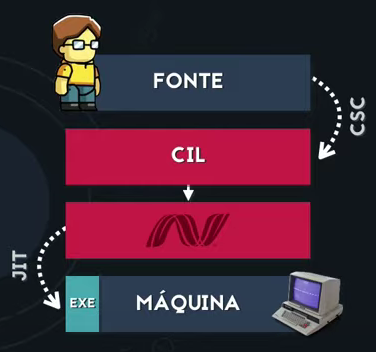 FONTE
CSC
CIL
JIT
EXE
MÁQUINA